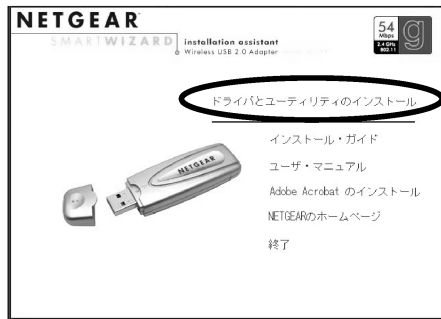 NETGEAR
SMARTWIZARD installation assistant
Wireless USB 2.0 Adapter
54 Mbps
2.4 GHz
802.11
g
ドライバとユーティリティのインストール
インストール・ガイド
ユーザ・マニュアル
Adobe Acrobat のインストール
NETGEARのホームページ
終了
NETGEAR